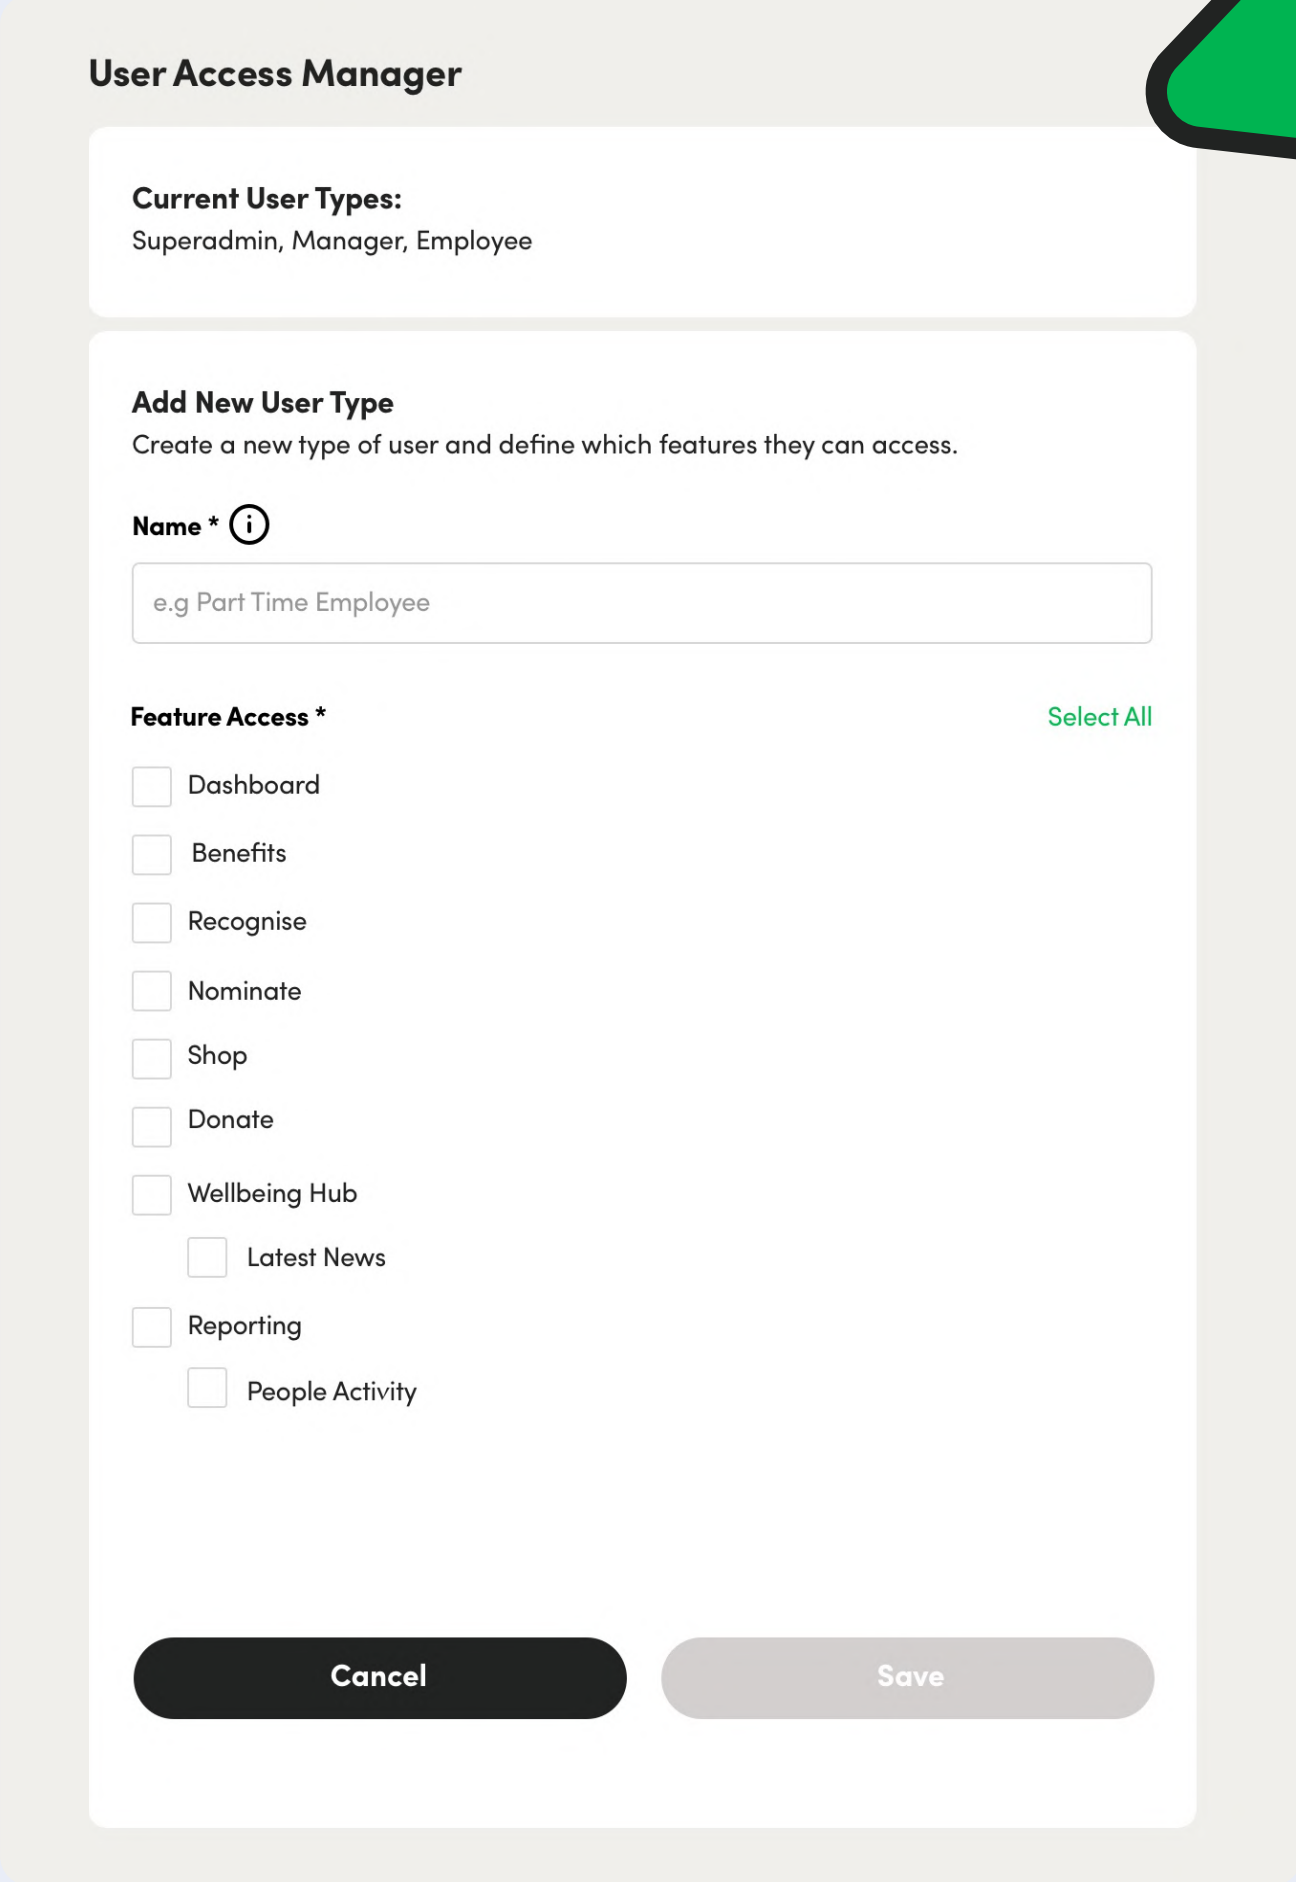 User Access Manager
Current User Types:
Superadmin, Manager, Employee
Add New User Type
Create a new type of user and define which features they can access.
Name *
e.g Part Time Employee
Feature Access *
Select All
Dashboard
Benefits
Recognise
Nominate
Shop
Donate
Wellbeing Hub
Latest News
Reporting
People Activity
Cancel
Save